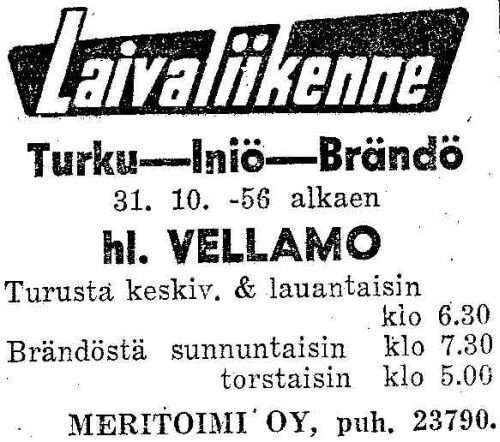 Laivaliikenne
Turku—Iniö—Brändö
31. 10. -56 alkaen
hl. VELLAMO
Turusta keskiv. & lauantaisin
klo 6.30
Brändöstä sunnuntaisin klo 7.30
torstaisin klo 5.00
MERITOIMI OY, puh. 23790.